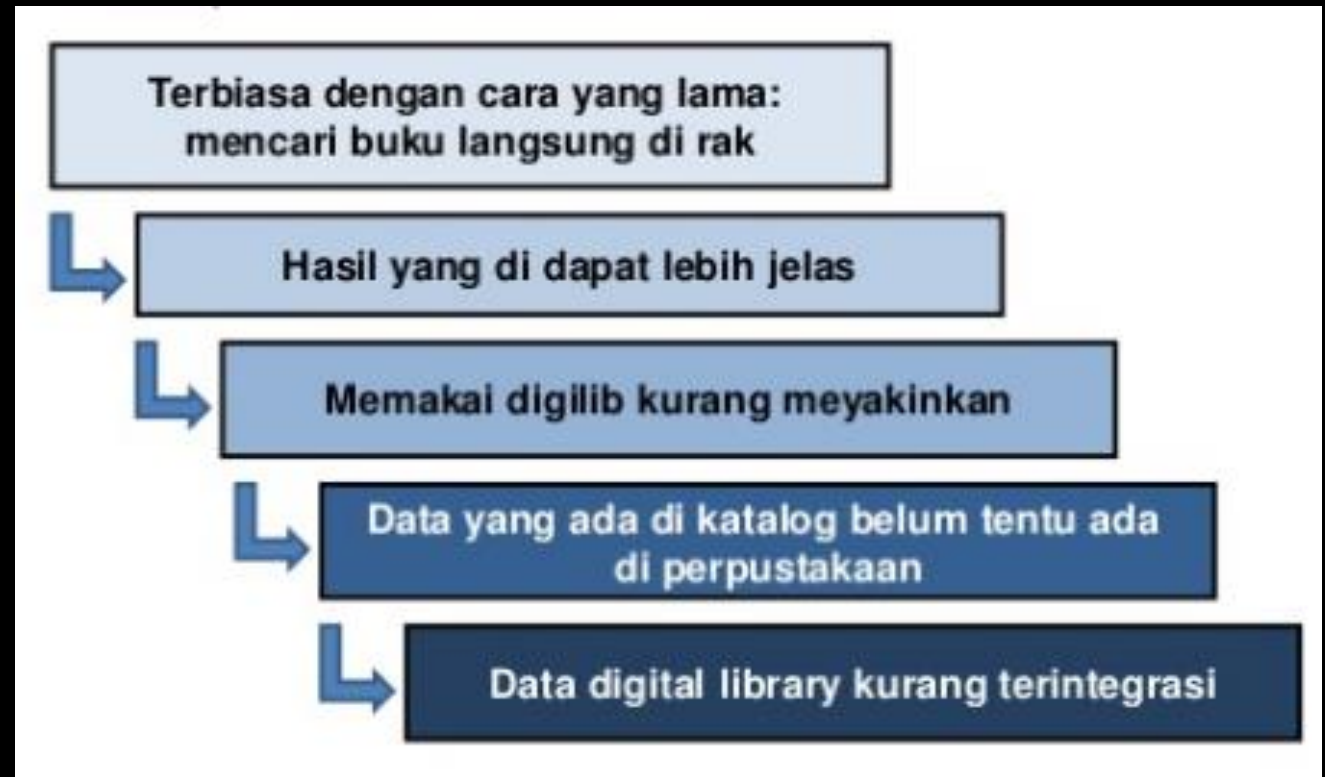 Terbiasa dengan cara yang lama:
mencari buku langsung di rak
Hasil yang di dapat lebih jelas
Memakai digilib kurang meyakinkan
Data yang ada di katalog belum tentu ada
di perpustakaan
Data digital library kurang terintegrasi